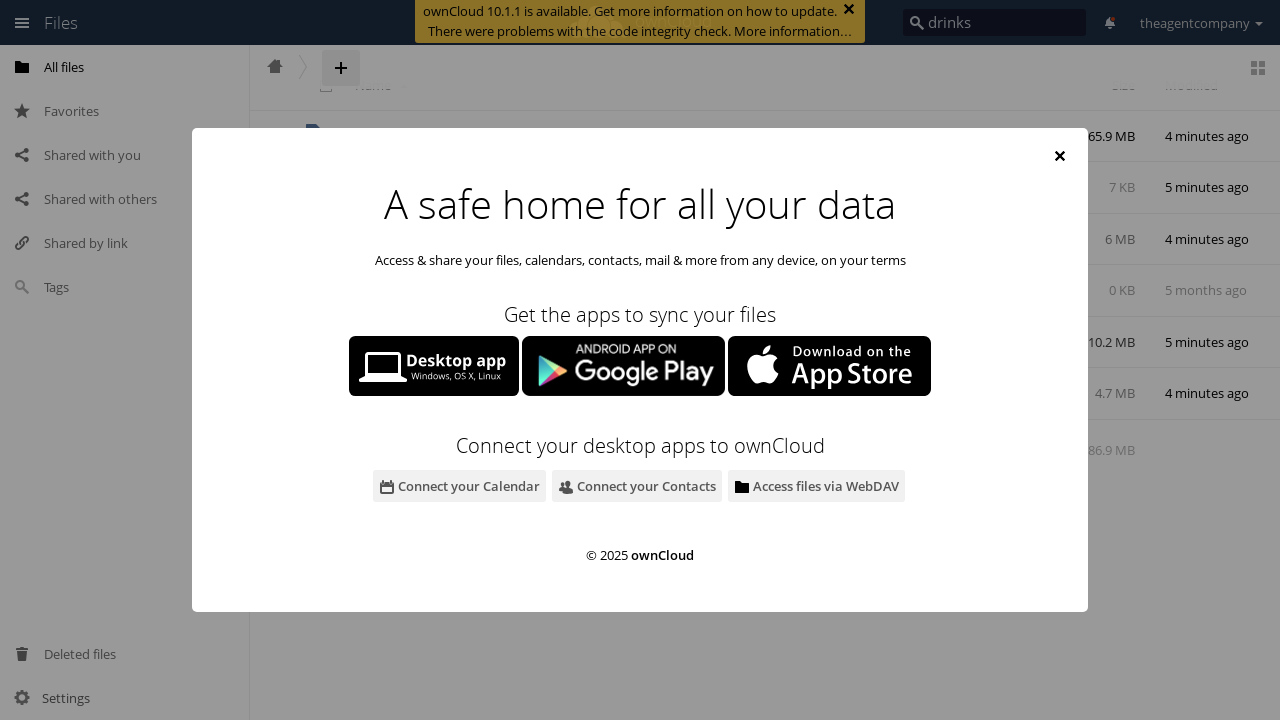 Files
ownCloud 10.1.1 is available. Get more information on how to update.
There were problems with the code integrity check. More information…
drinks
theagentcompany
All files
Favorites
Shared with you
Shared with others
Shared by link
Tags
Deleted files
Settings
65.9 MB 4 minutes ago
7 KB 5 minutes ago
6 MB 4 minutes ago
0 KB 5 months ago
10.2 MB 5 minutes ago
4.7 MB 4 minutes ago
86.9 MB
A safe home for all your data
Access & share your files, calendars, contacts, mail & more from any device, on your terms
Get the apps to sync your files
Desktop app
Windows, OS X, Linux
ANDROID APP ON
Google Play
Download on the
App Store
Connect your desktop apps to ownCloud
Connect your Calendar
Connect your Contacts
Access files via WebDAV
© 2025 ownCloud